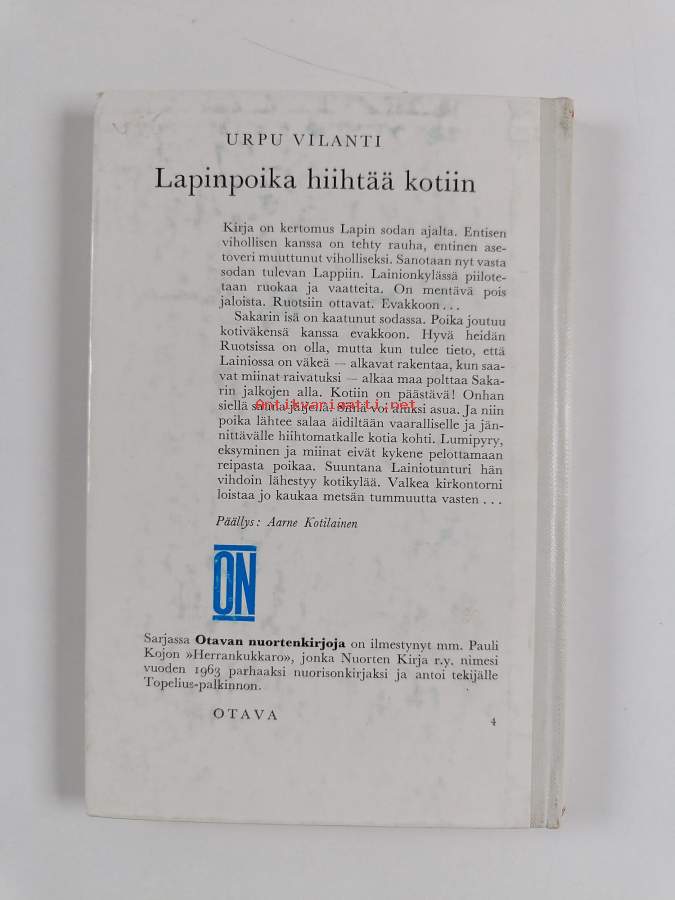 URPU VILANTI
Lapinpoika hiihtää kotiin
Kirja on kertomus Lapin sodan ajalta. Entisen
vihollisen kanssa on tehty rauha, entinen ase-
toveri muuttunut viholliseksi. Sanotaan nyt vasta
sodan tulevan Lappiin. Lainionkylässä piilote-
taan ruokaa ja vaatteita. On mentävä pois
jaloista. Ruotsiin ottavat. Evakkoon . . .
Sakarin isä on kaatunut sodassa. Poika joutuu
kotiväkensä kanssa evakkoon. Hyvä heidän
Ruotsissa on olla, mutta kun tulee tieto, että
Lainiossa on väkeä — alkavat rakentaa, kun saa-
vat miinat raivatuksi — alkaa maa polttaa Saka-
rin jalkojen alla. Kotiin on päästävä! Onhan
siellä sauna jäljellä. Siinä voi aluksi asua. Ja niin
Antikvariaatti.net
poika lähtee salaa äidiltään vaaralliselle ja jän-
nittävälle hiihtomatkalle kotia kohti. Lumipyry,
eksyminen ja miinat eivät kykene pelottamaan
reipasta poikaa. Suuntana Lainiotunturi hän
vihdoin lähestyy kotikylää. Valkea kirkontorni
loistaa jo kaukaa metsän tummuutta vasten . . .
Päällys: Aarne Kotilainen
ON
Sarjassa Otavan nuortenkirjoja on ilmestynyt mm. Pauli
Kojon »Herrankukkaro», jonka Nuorten Kirja r.y. nimesi
vuoden 1963 parhaaksi nuorisonkirjaksi ja antoi tekijälle
Topelius-palkinnon.
OTAVA
4